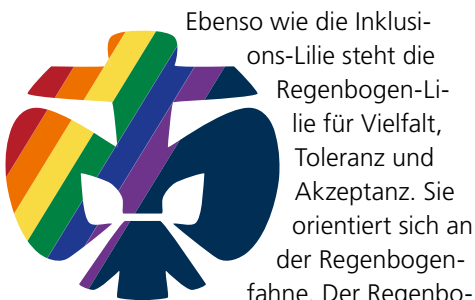 Ebenso wie die Inklusi-
ons-Lilie steht die
Regenbogen-Li-
lie für Vielfalt,
Toleranz und
Akzeptanz. Sie
orientiert sich an
der Regenbogen-
fahne. Der Regenbo-